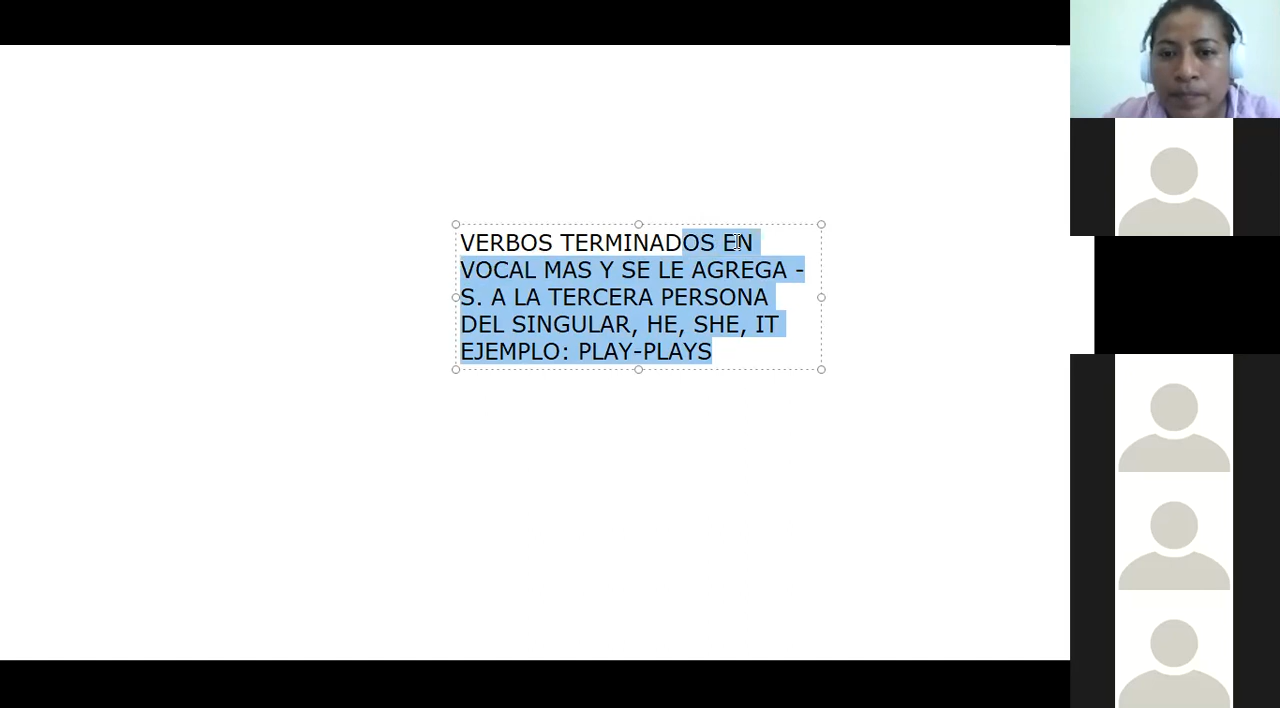 VERBOS TERMINADOS EN
VOCAL MAS Y SE LE AGREGA -
S. A LA TERCERA PERSONA
DEL SINGULAR, HE, SHE, IT
EJEMPLO: PLAY-PLAYS